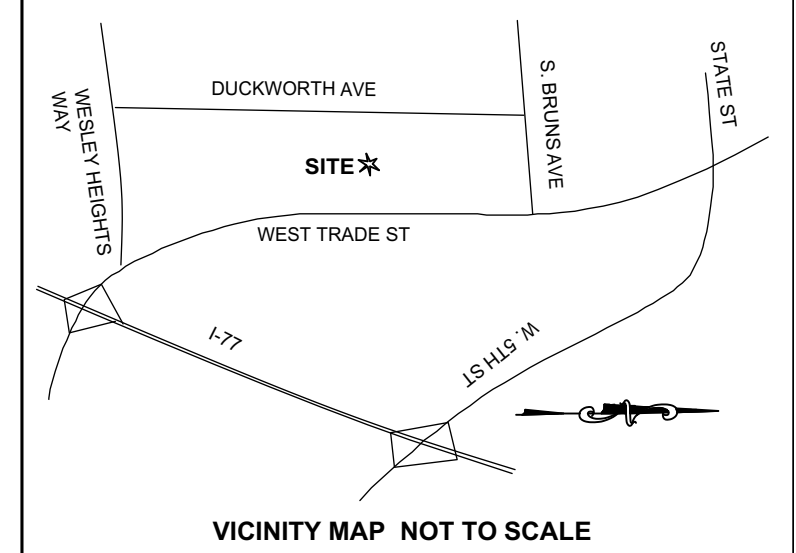 DUCKWORTH AVE
WESLEY HEIGHTS
WAY
S. BRUNS AVE
STATE ST
SITE
WEST TRADE ST
I-77
W. 5TH ST
VICINITY MAP NOT TO SCALE